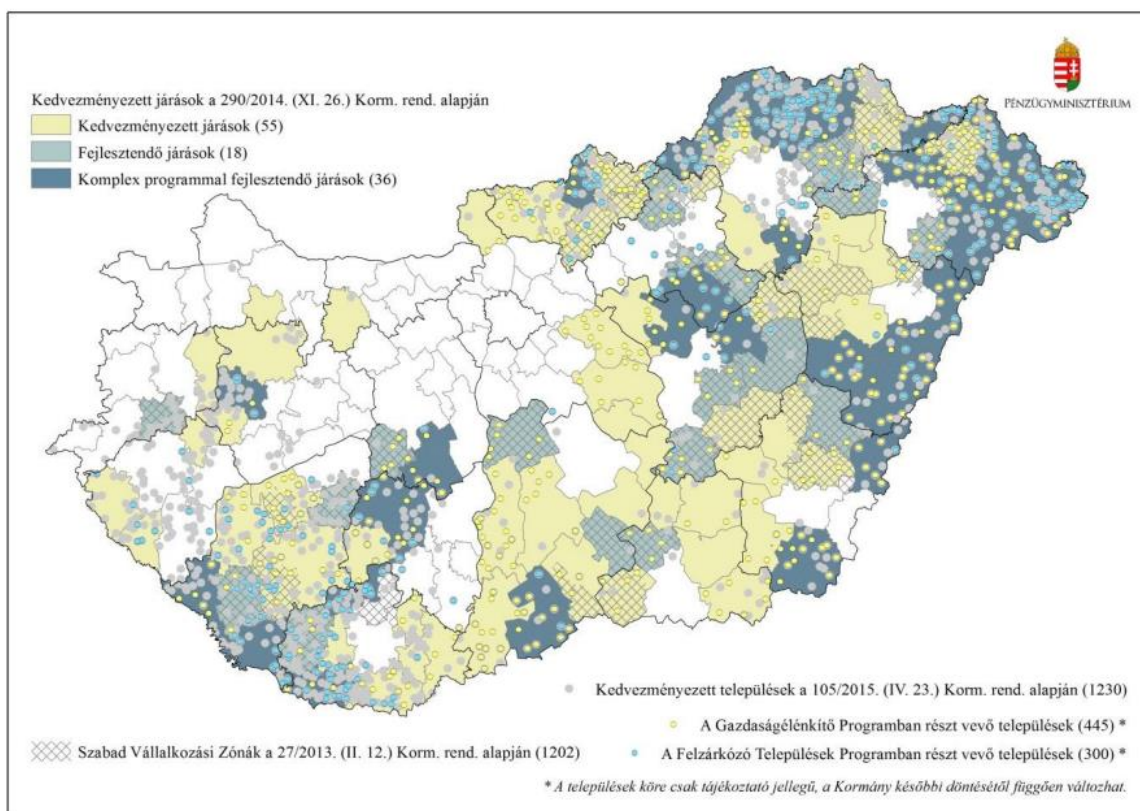 PÉNZÜGYMINISZTÉRIUM
Kedvezményezett járások a 290/2014. (XI. 26.) Korm. rend. alapján
Kedvezményezett járások (55)
Fejlesztendő járások (18)
Komplex programmal fejlesztendő járások (36)
Kedvezményezett települések a 105/2015. (IV. 23.) Korm. rend. alapján (1230)
A Gazdaságélénkítő Programban részt vevő települések (445) *
Szabad Vállalkozási Zónák a 27/2013. (II. 12.) Korm. rend. alapján (1202)
A Felzárkózó Települések Programban részt vevő települések (300) *
* A települések köre csak tájékoztató jellegű, a Kormány későbbi döntésétől függően változhat.